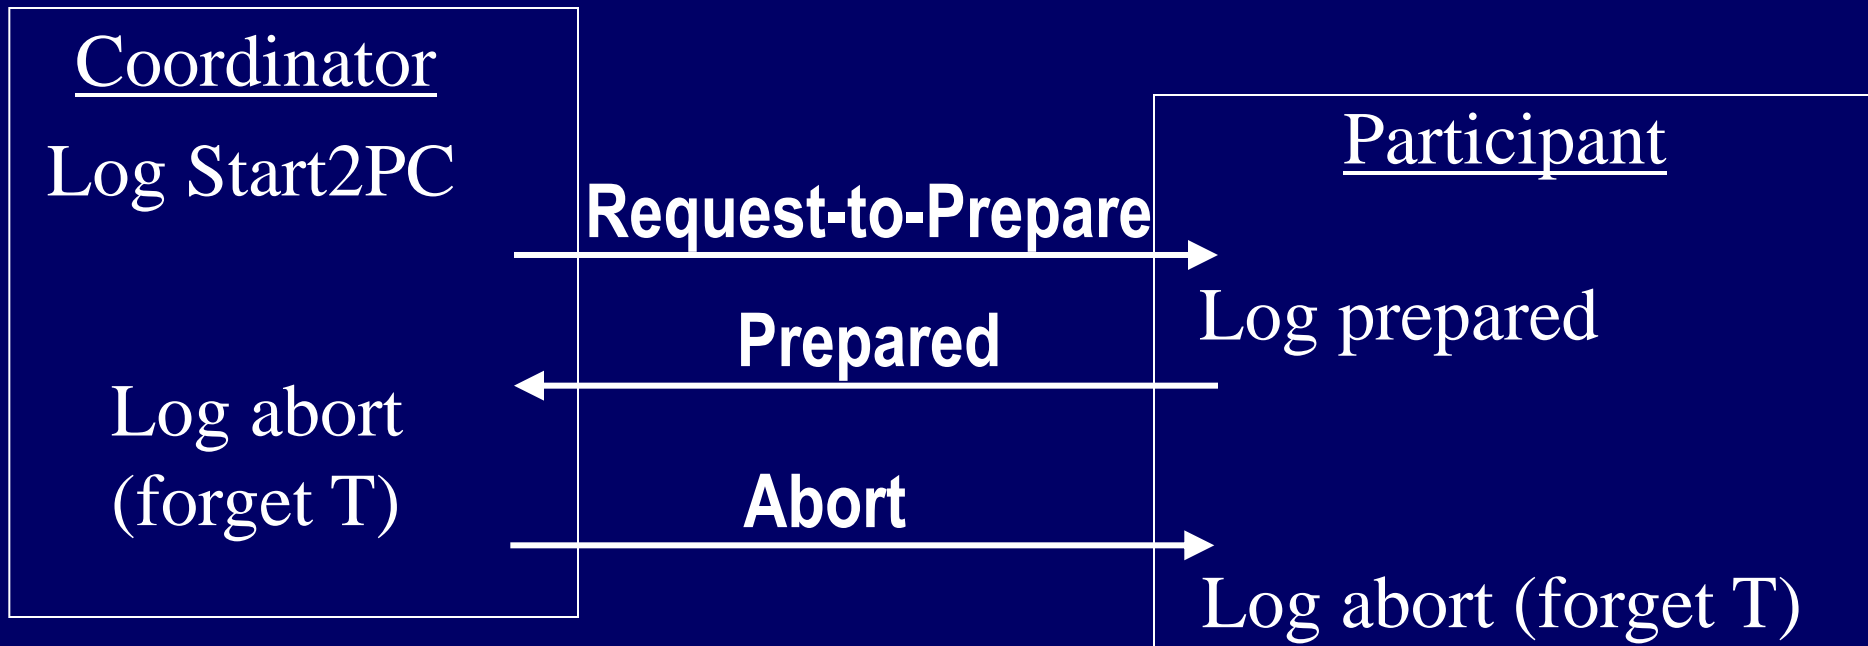 Coordinator
Log Start2PC
Participant
Request-to-Prepare
Log prepared
Prepared
Log abort
(forget T)
Abort
Log abort (forget T)